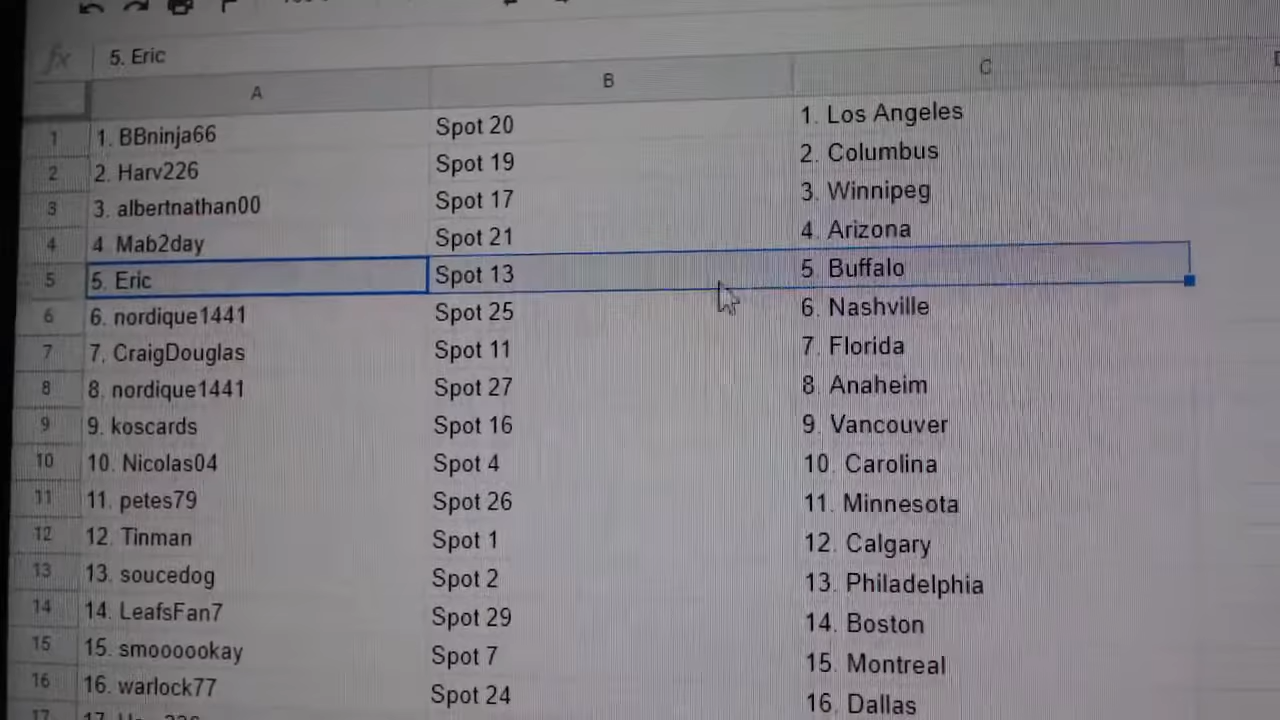 fx 5. Eric
A B C
1 1. BBninja66 Spot 20 1. Los Angeles
2 2. Harv226 Spot 19 2. Columbus
3 3. albertnathan00 Spot 17 3. Winnipeg
4 4 Mab2day Spot 21 4. Arizona
5 5. Eric Spot 13 5 Buffalo
6 6. nordique1441 Spot 25 6. Nashville
7 7. CraigDouglas Spot 11 7. Florida
8 8. nordique1441 Spot 27 8. Anaheim
9 9. koscards Spot 16 9. Vancouver
10 10. Nicolas04 Spot 4 10. Carolina
11 11. petes79 Spot 26 11. Minnesota
12 12. Tinman Spot 1 12. Calgary
13 13. soucedog Spot 2 13. Philadelphia
14 14. LeafsFan7 Spot 29 14. Boston
15 15. smoooookay Spot 7 15. Montreal
16 16. warlock77 Spot 24 16. Dallas
17 17.